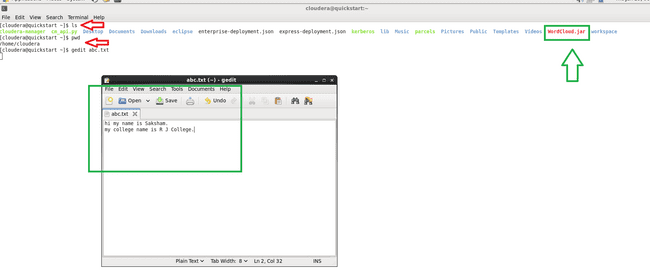 cloudera@quickstart:~
File Edit View Search Terminal Help
[cloudera@quickstart ~]$ ls
cloudera-manager cm_api.py Desktop Documents Downloads eclipse enterprise-deployment.json express-deployment.json kerberos lib Music parcels Pictures Public Templates Videos WordCloud.jar workspace
[cloudera@quickstart ~]$ pwd
/home/cloudera
[cloudera@quickstart ~]$ gedit abc.txt
abc.txt (~) - gedit
File Edit View Search Tools Documents Help
Open Save Undo
abc.txt
hi my name is Saksham.
my college name is R J College.
Plain Text Tab Width: 8 Ln 2, Col 32 INS